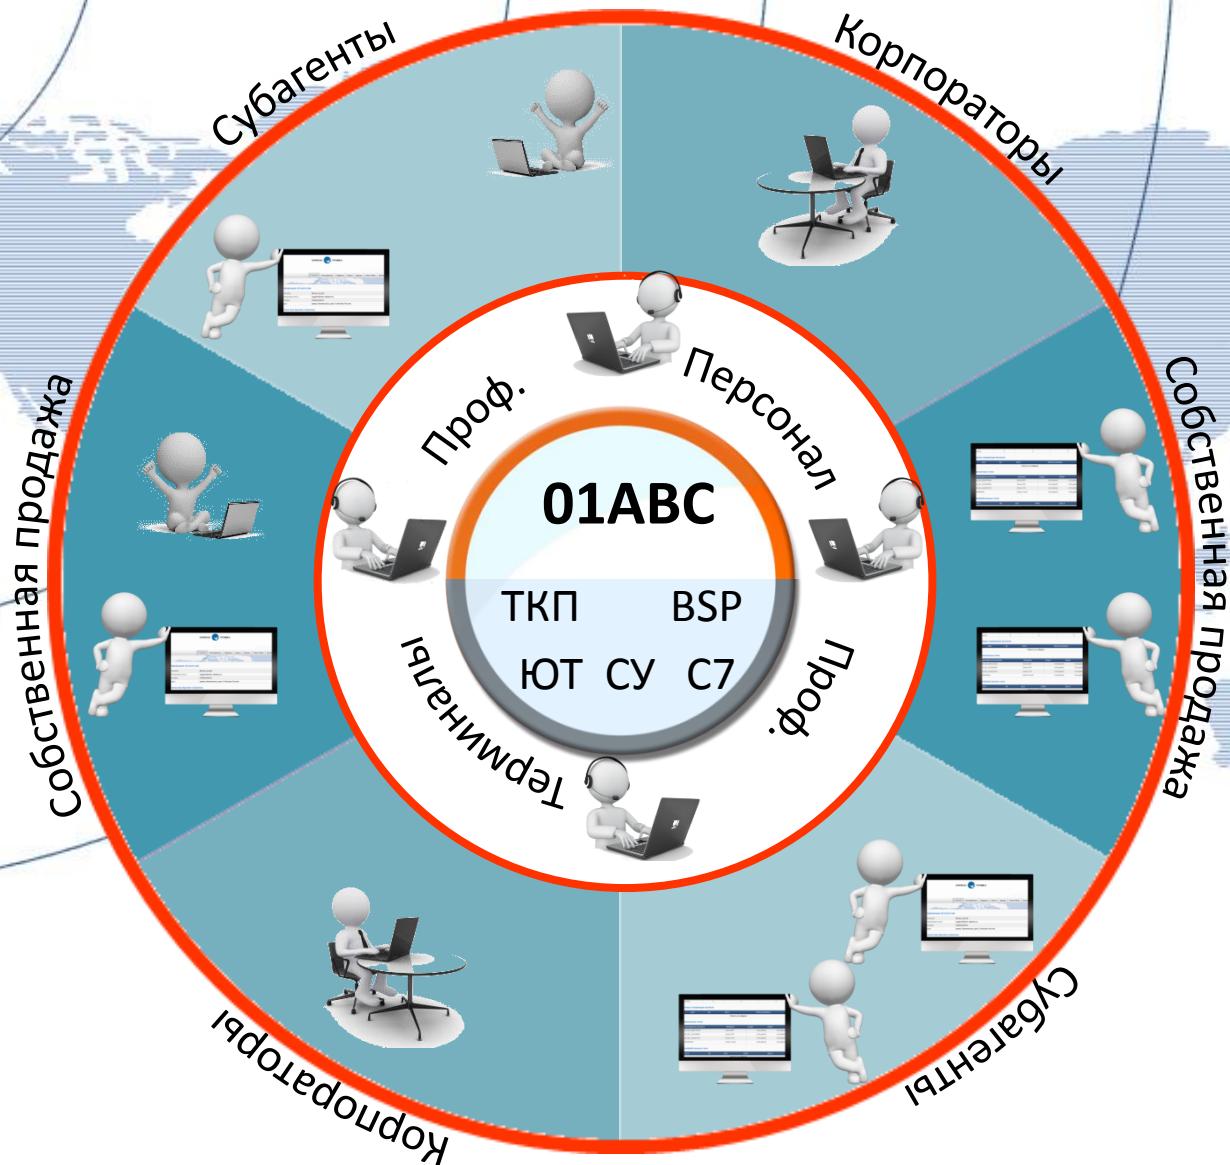 Субагенты
Корпораторы
Собственная продажа
Собственная продажа
Проф.
Персонал
01ABC
ТКП BSP
ЮТ СУ С7
Терминалы
Проф.
Корпораторы
Субагенты